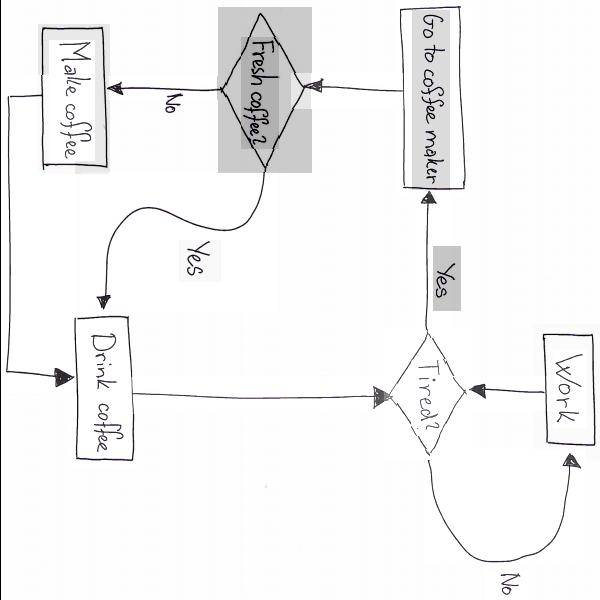 Work
No
Yes
Go to coffee maker
Tired?
Fresh coffee?
Yes
No
Drink coffee
Make coffee